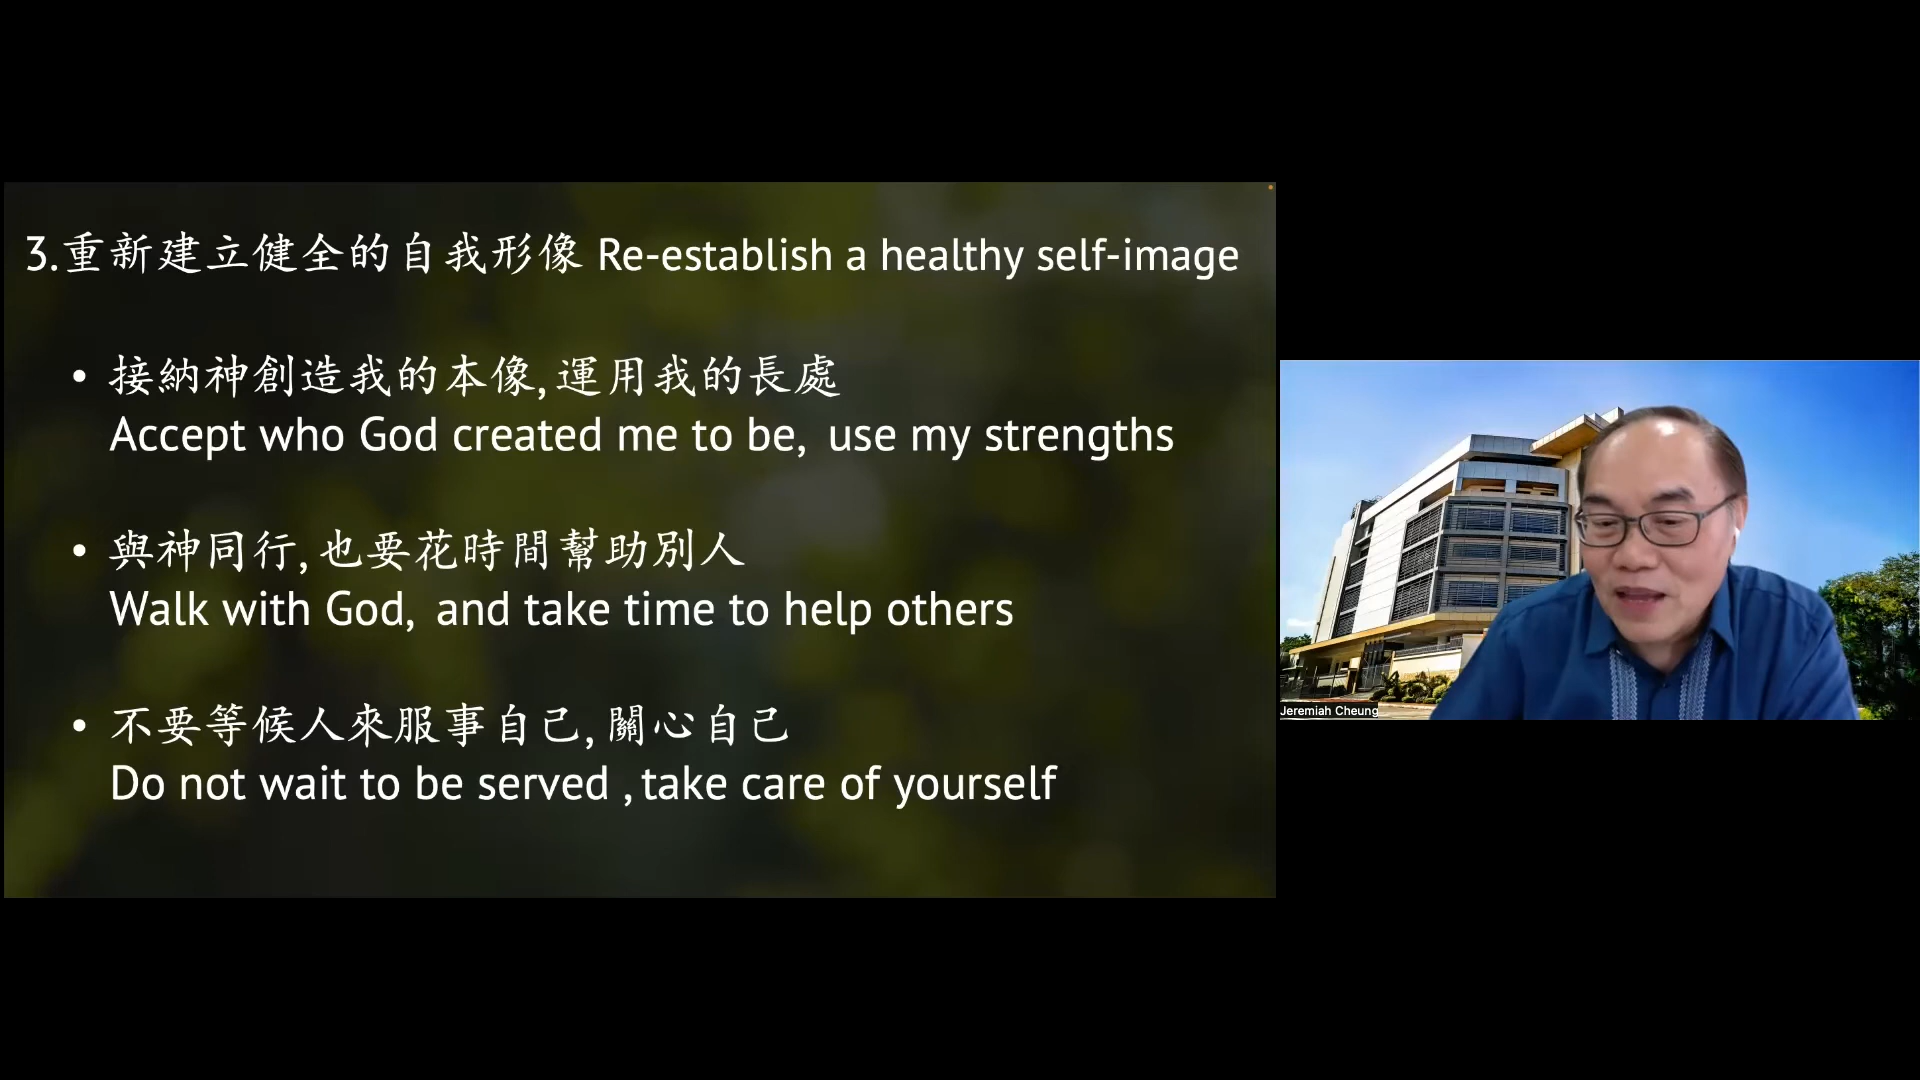 3.重新建立健全的自我形像 Re-establish a healthy self-image
• 接納神創造我的本像, 運用我的長處
Accept who God created me to be, use my strengths
• 與神同行, 也要花時間幫助別人
Walk with God, and take time to help others
• 不要等候人來服事自己, 關心自己
Do not wait to be served , take care of yourself
Jeremiah Cheung